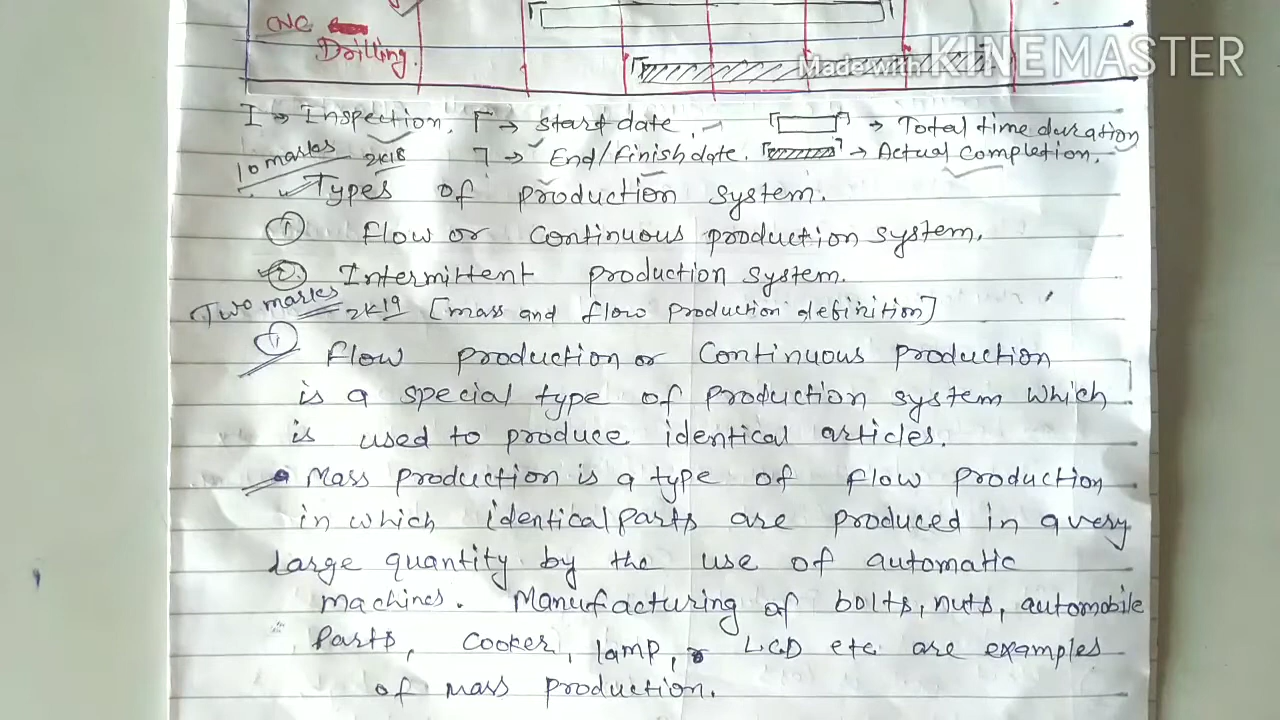 CNC
Drilling.
Made with KINEMASTER
I → Inspection, Γ → start date,  → Total time duration
10 marks 2K18 ㄱ → End/finish date.  → Actual completion.
Types of production system.
① Flow or continuous production system.
② Intermittent production system.
Two marks 2K19 [mass and flow production definition]
① Flow production or continuous production
is a special type of production system which
is used to produce identical articles.
Mass production is a type of flow production
in which identical parts are produced in a very
large quantity by the use of automatic
machines. Manufacturing of bolts, nuts, automobile
parts, cooker, lamp, LCD etc are examples
of mass production.